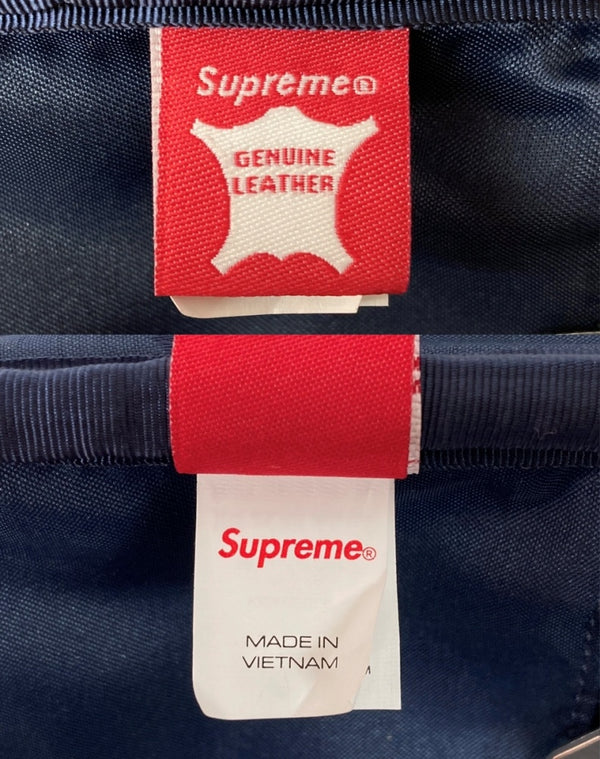 Supreme®
GENUINE
LEATHER
Supreme®
MADE IN
VIETNAM
M